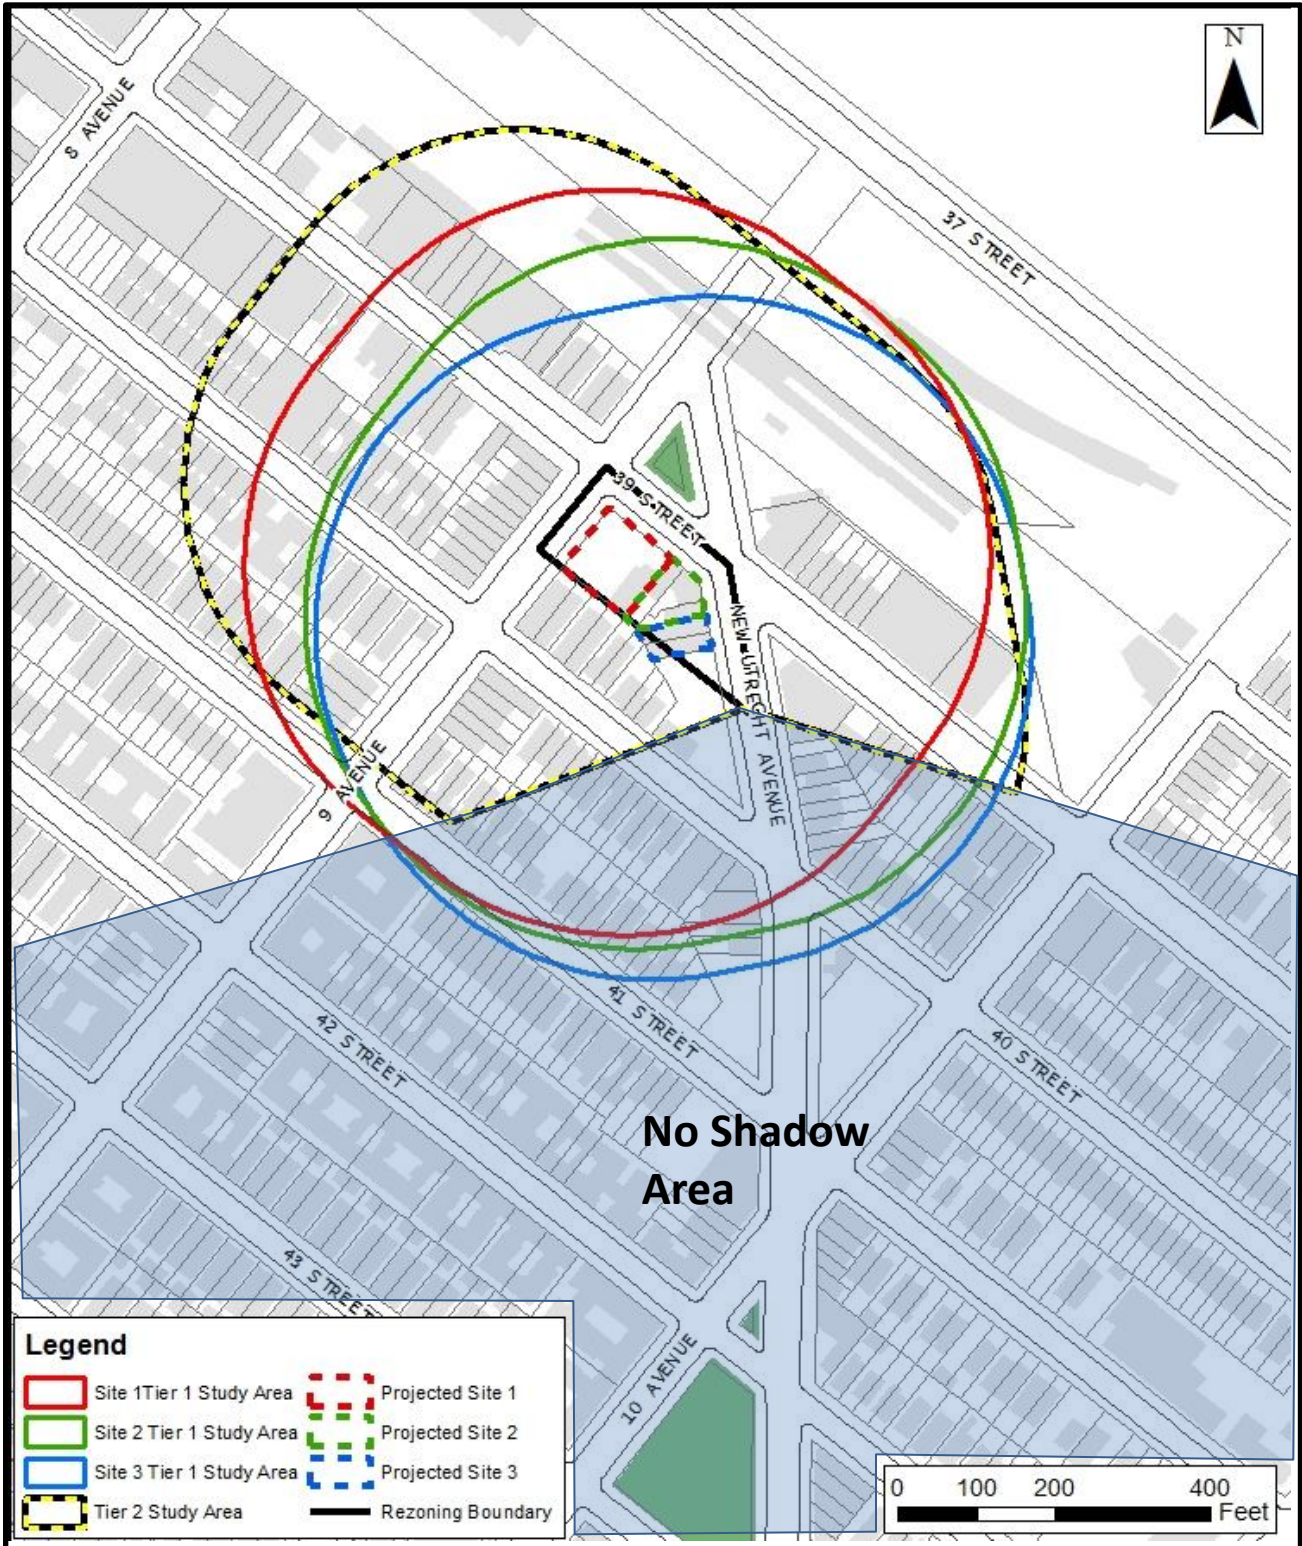 N
8 AVENUE
37 STREET
39 STREET
NEW UTRECHT AVENUE
9 AVENUE
41 STREET
42 STREET
40 STREET
No Shadow
Area
43 STREET
10 AVENUE
Legend
Site 1Tier 1 Study Area
Projected Site 1
Site 2 Tier 1 Study Area
Projected Site 2
Site 3 Tier 1 Study Area
Projected Site 3
Tier 2 Study Area
Rezoning Boundary
0 100 200 400
Feet